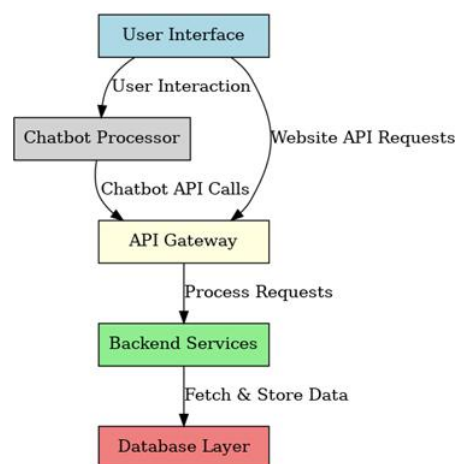 User Interface
User Interaction
Chatbot Processor
Website API Requests
Chatbot API Calls
API Gateway
Process Requests
Backend Services
Fetch & Store Data
Database Layer